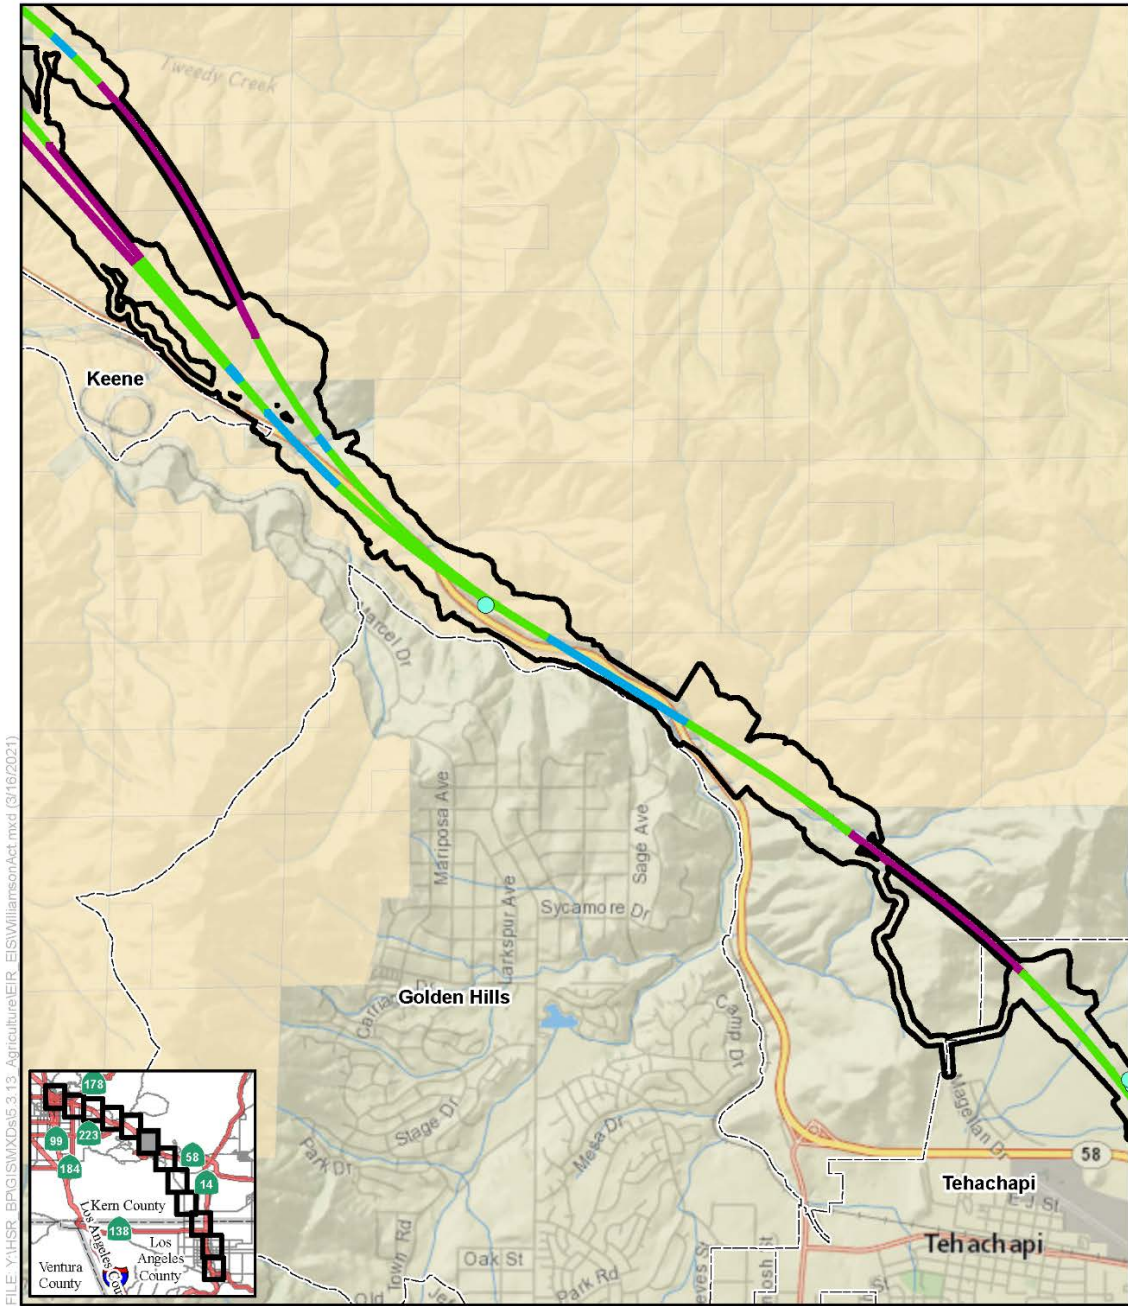 Tweedy Creek
Keene
Marcel Dr
Mariposa Ave
Sage Ave
Larkspur Ave
Sycamore Dr
Golden Hills
Camp Dr
Stage Dr
Mesa Dr
Park Dr
Magellan Dr
58
Tehachapi
E J St
Tehachapi
Oak St
Park Rd
Old Town Rd
178
99
223
184
58
14
Kern County
138
Los Angeles County
Ventura County
FILE: Y:\HSR_BP\GIS\MXDs\5 3.13_Agriculture\EIR_EIS\WilliamsonAct.mxd (3/16/2021)